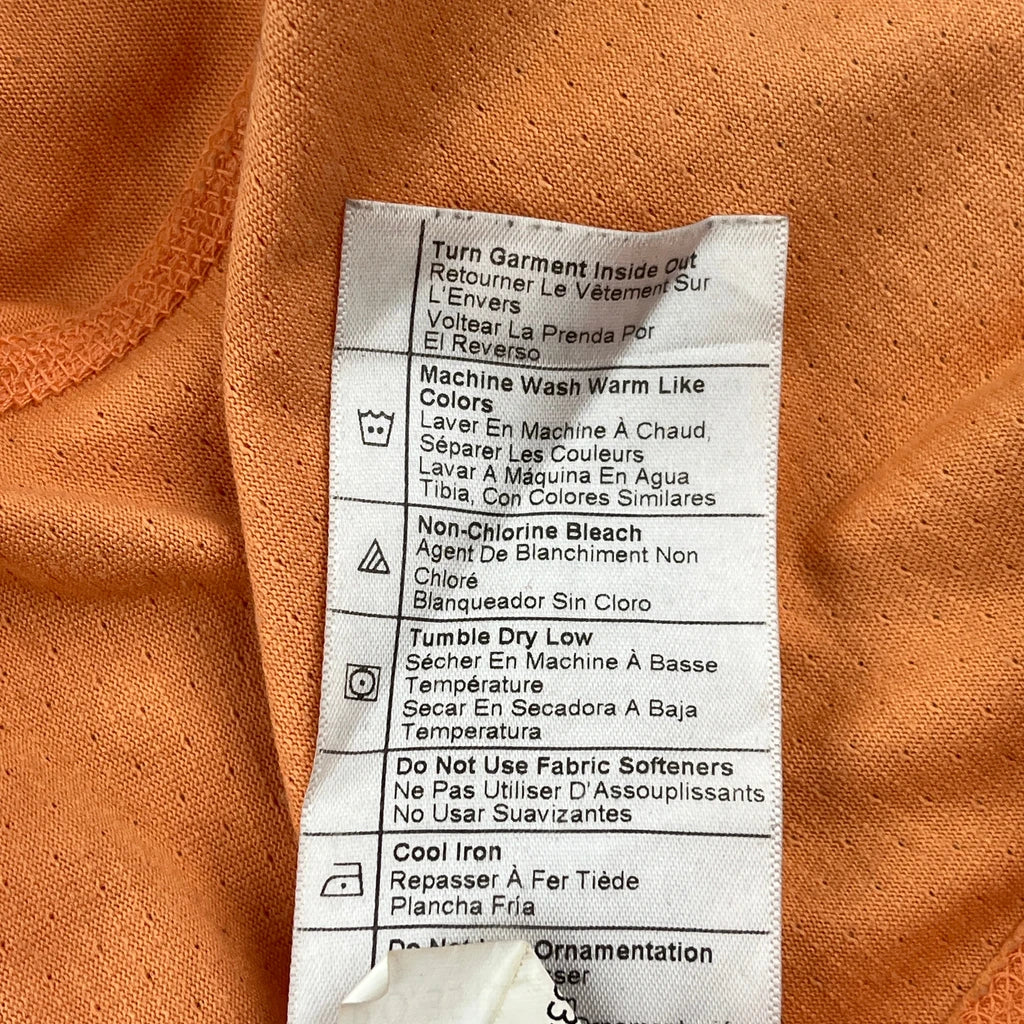 Turn Garment Inside Out
Retourner Le Vêtement Sur
L'Envers
Voltear La Prenda Por
El Reverso
Machine Wash Warm Like
Colors
Laver En Machine À Chaud,
Séparer Les Couleurs
Lavar A Máquina En Agua
Tibia, Con Colores Similares
Non-Chlorine Bleach
Agent De Blanchiment Non
Chloré
Blanqueador Sin Cloro
Tumble Dry Low
Sécher En Machine À Basse
Température
Secar En Secadora A Baja
Temperatura
Do Not Use Fabric Softeners
Ne Pas Utiliser D'Assouplissants
No Usar Suavizantes
Cool Iron
Repasser À Fer Tiède
Plancha Fría
Do Ornamentation